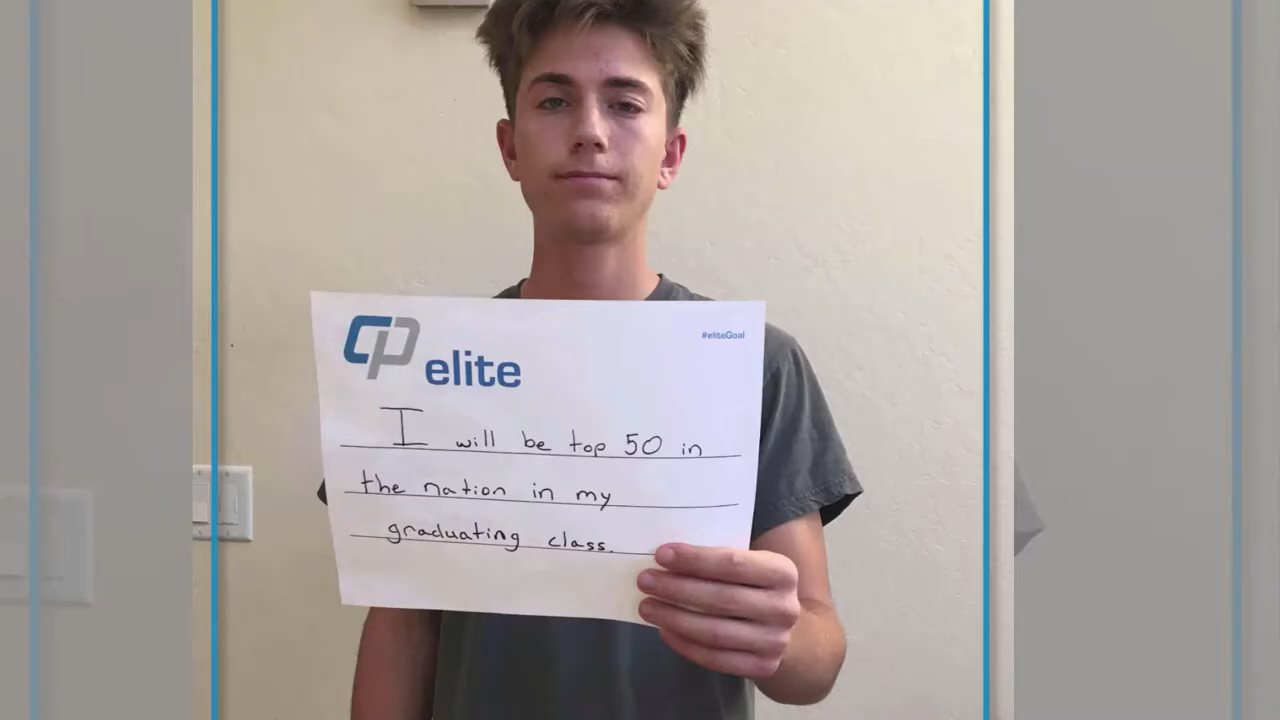 CP elite
#eliteGoal
I will be top 50 in
the nation in my
graduating class.